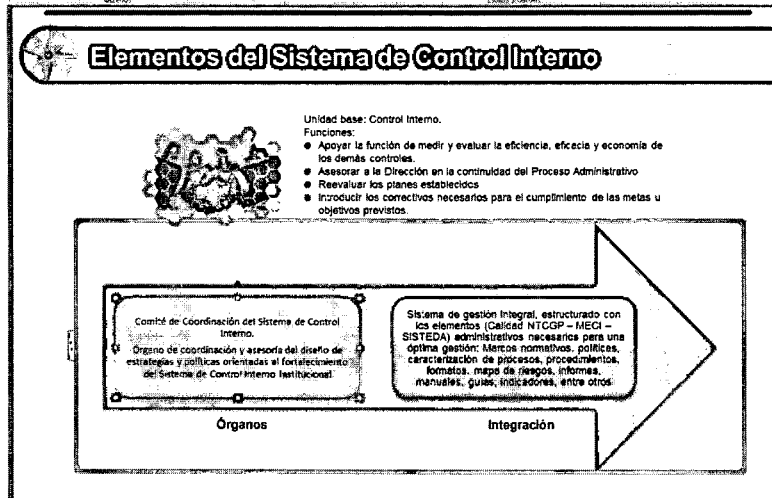 Elementos del Sistema de Control Interno
Unidad base: Control Interno.
Funciones:
● Apoyar la función de medir y evaluar la eficiencia, eficacia y economía de
los demás controles.
● Asesorar a la Dirección en la continuidad del Proceso Administrativo
● Reevaluar los planes establecidos
● Introducir los correctivos necesarios para el cumplimiento de las metas u
objetivos previstos.
Comité de Coordinación del Sistema de Control
Interno.
Órgano de coordinación y asesoría del diseño de
estrategias y políticas orientadas al fortalecimiento
del Sistema de Control Interno Institucional
Sistema de gestión Integral, estructurado con
los elementos (Calidad NTCGP – MECI –
SISTEDA) administrativos necesarios para una
óptima gestión: Marcos normativos, políticas,
caracterización de procesos, procedimientos,
formatos, mapa de riesgos, informes,
manuales, guías, indicadores, entre otros
Órganos
Integración